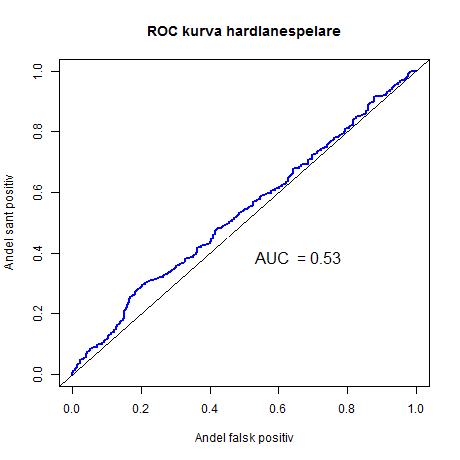 ROC kurva hardlanespelare
Andel sant positiv
1.0
0.8
0.6
0.4
0.2
0.0
AUC = 0.53
0.0 0.2 0.4 0.6 0.8 1.0
Andel falsk positiv